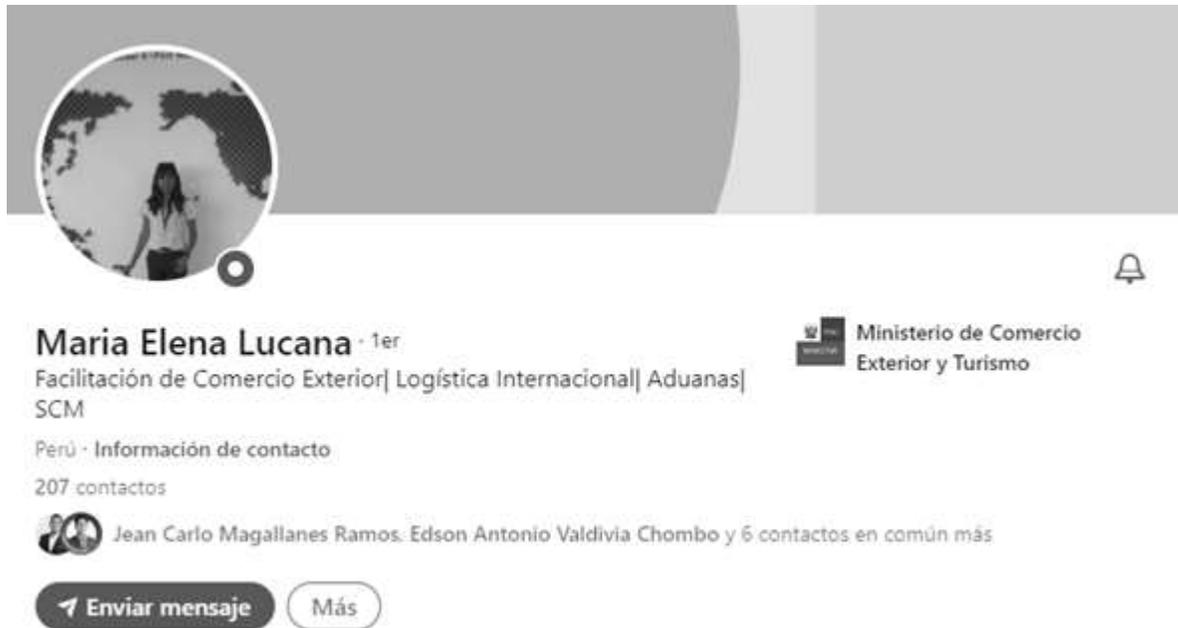 Maria Elena Lucana · 1er
Facilitación de Comercio Exterior| Logística Internacional| Aduanas|
SCM
Ministerio de Comercio
Exterior y Turismo
Perú · Información de contacto
207 contactos
Jean Carlo Magallanes Ramos, Edson Antonio Valdivia Chombo y 6 contactos en común más
Enviar mensaje
Más